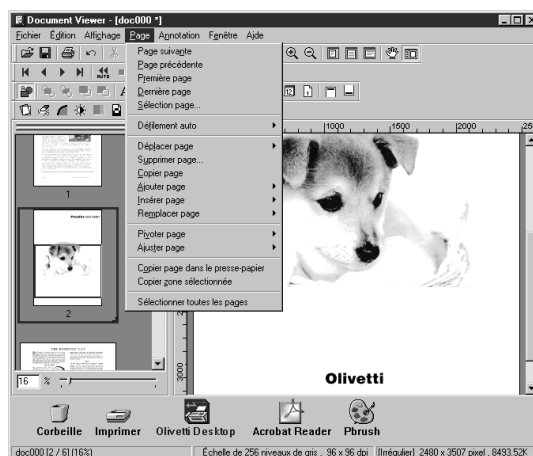 Document Viewer - [doc000 *]
Fichier Édition Affichage Page Annotation Fenêtre Aide
Page suivante
Page précédente
Première page
Dernière page
Sélection page...
Défilement auto
Déplacer page
Supprimer page...
Copier page
Ajouter page
Insérer page
Remplacer page
Pivoter page
Ajuster page
Copier page dans le presse-papier
Copier zone sélectionnée
Sélectionner toutes les pages
AUTO
12
1
1000 1500 2000 250
1
2
3000
16 %
Olivetti
Corbeille Imprimer Olivetti Desktop Acrobat Reader Pbrush
doc000 [2 / 6] (16%) Échelle de 256 niveaux de gris , 96 x 96 dpi [Irrégulier] 2480 x 3507 pixel , 8493.52K